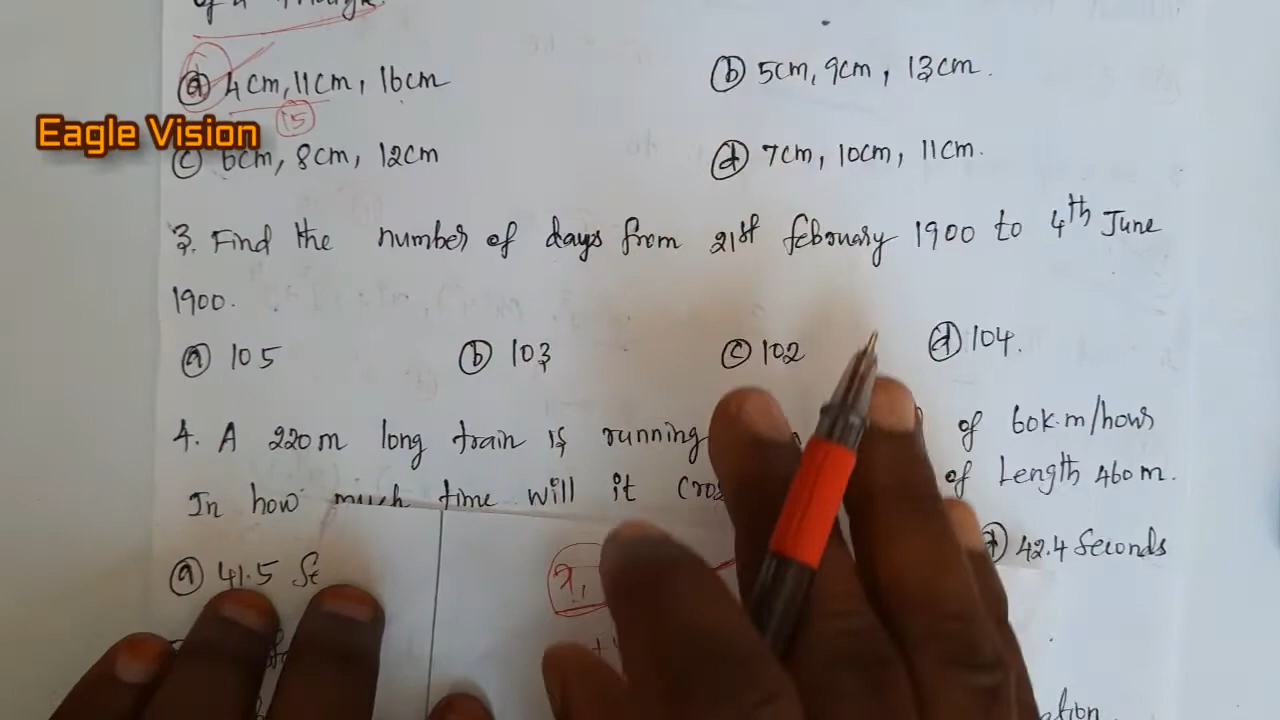 of a Triangle.
ⓐ 4cm, 11cm, 16cm ⓑ 5cm, 9cm, 13cm.
15
Eagle Vision
ⓒ 6cm, 8cm, 12cm ⓓ 7cm, 10cm, 11cm.
3. Find the number of days from 21st february 1900 to 4th June
1900.
ⓐ 105 ⓑ 103 ⓒ 102 ⓓ 104.
4. A 220m long train is running of 60k.m/hours
In how much time will it of Length 460m.
ⓐ 41.5 42.4 Seconds